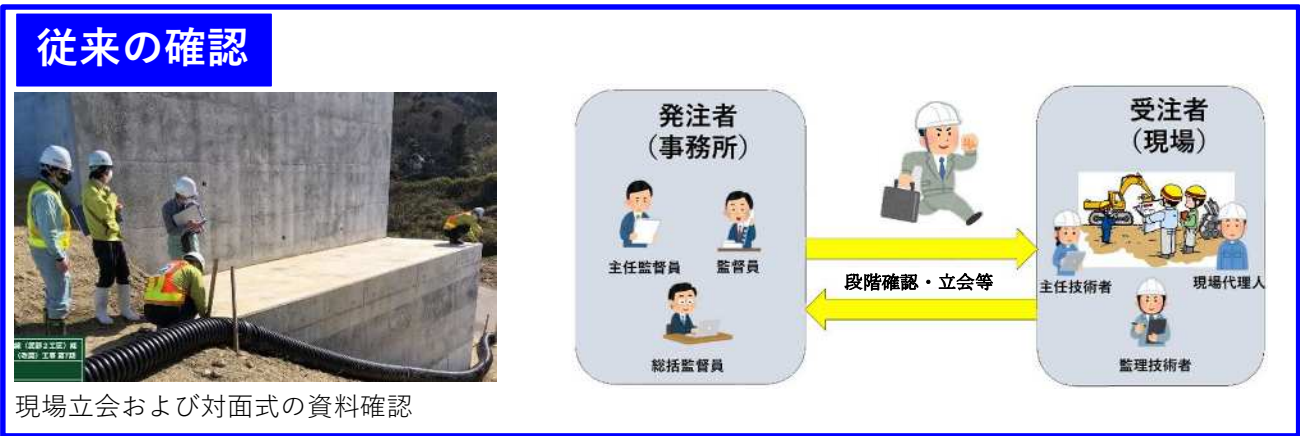 従来の確認
発注者
（事務所）
主任監督員
監督員
総括監督員
段階確認・立会等
受注者
（現場）
主任技術者
現場代理人
監理技術者
現場立会および対面式の資料確認